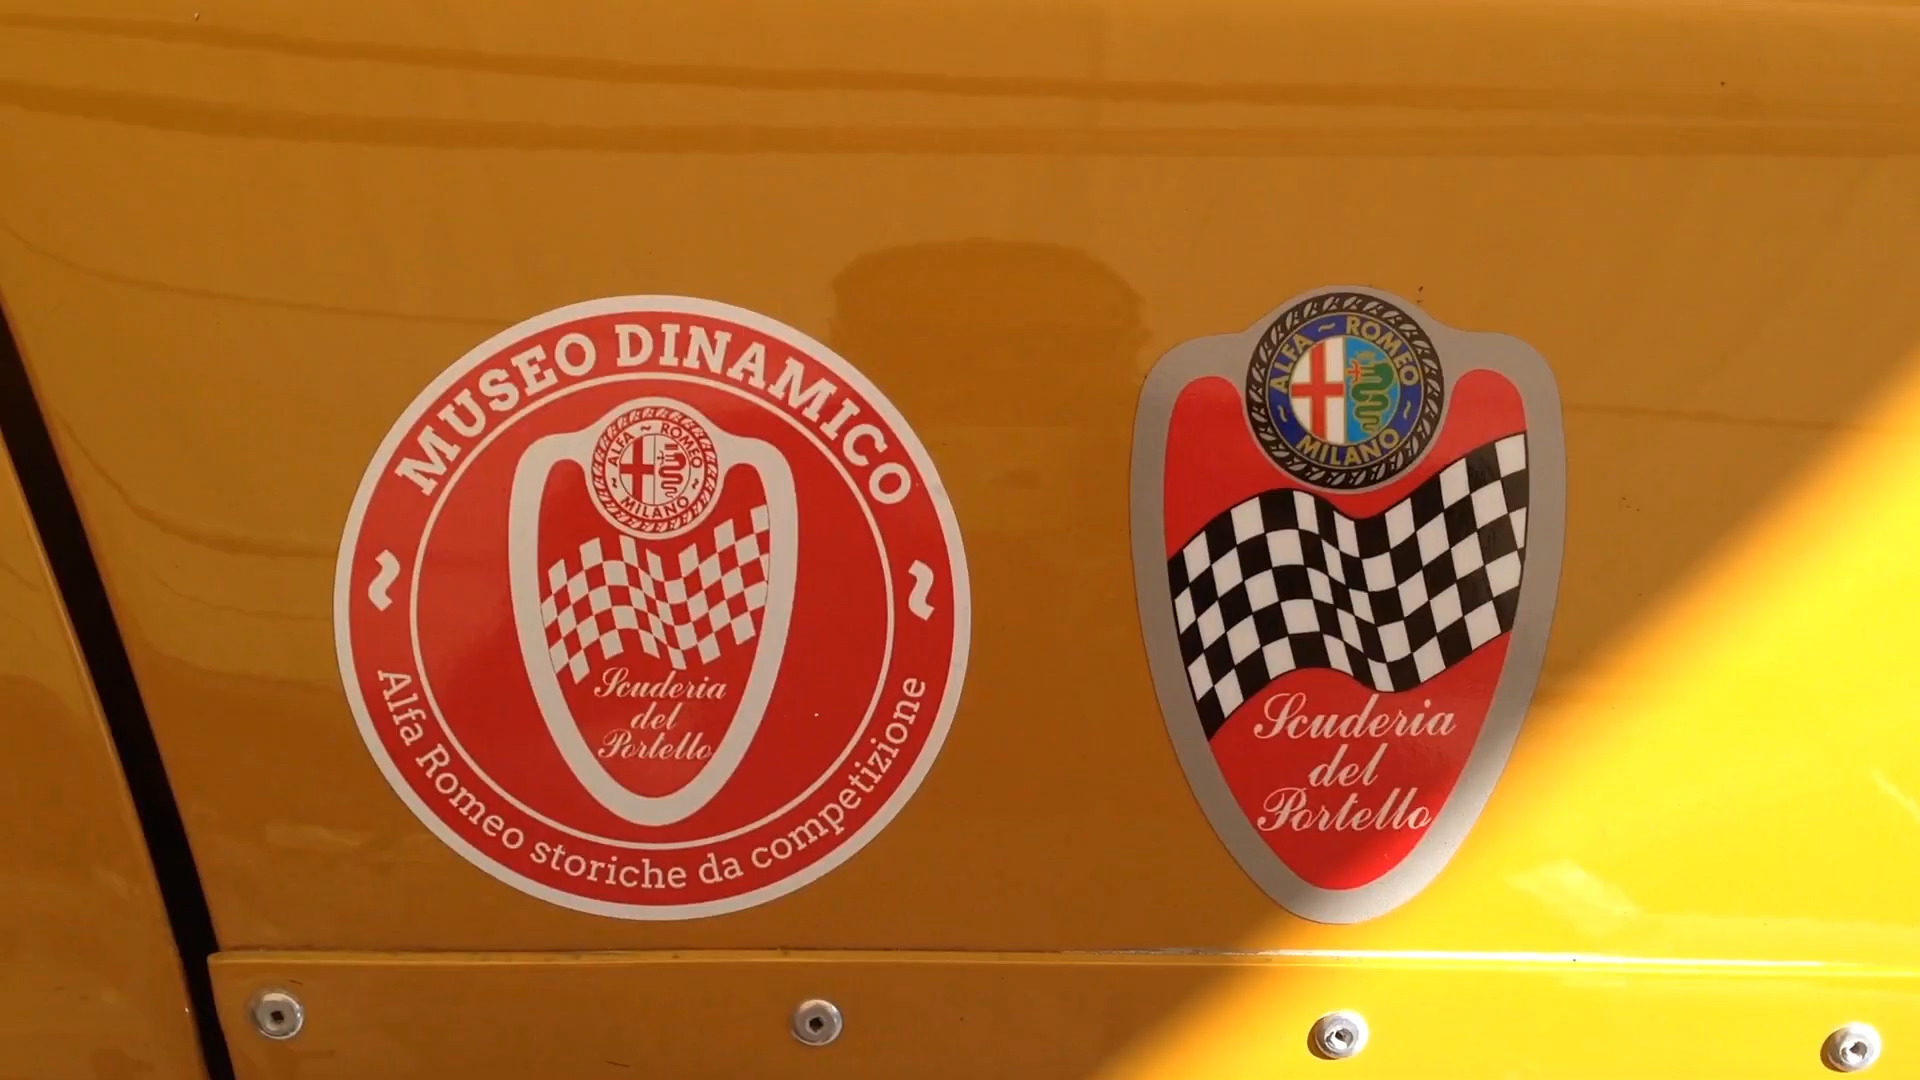 MUSEO DINAMICO
ALFA ROMEO
MILANO
Scuderia
del
Portello
Alfa Romeo storiche da competizione
ALFA ROMEO
MILANO
Scuderia
del
Portello